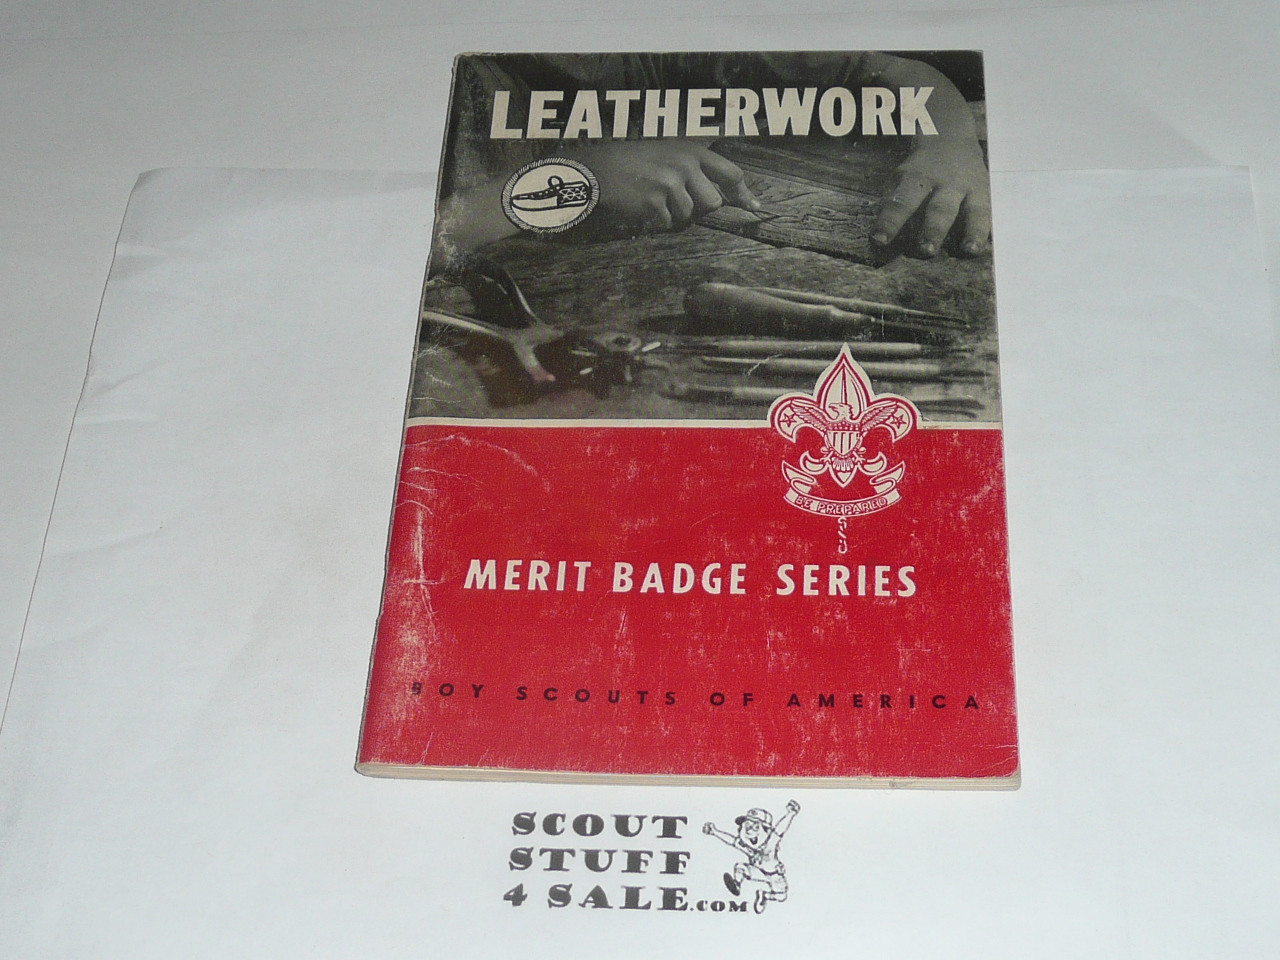 LEATHERWORK
BE PREPARED
MERIT BADGE SERIES
BOY SCOUTS OF AMERICA
SCOUT
STUFF
4 SALE.COM